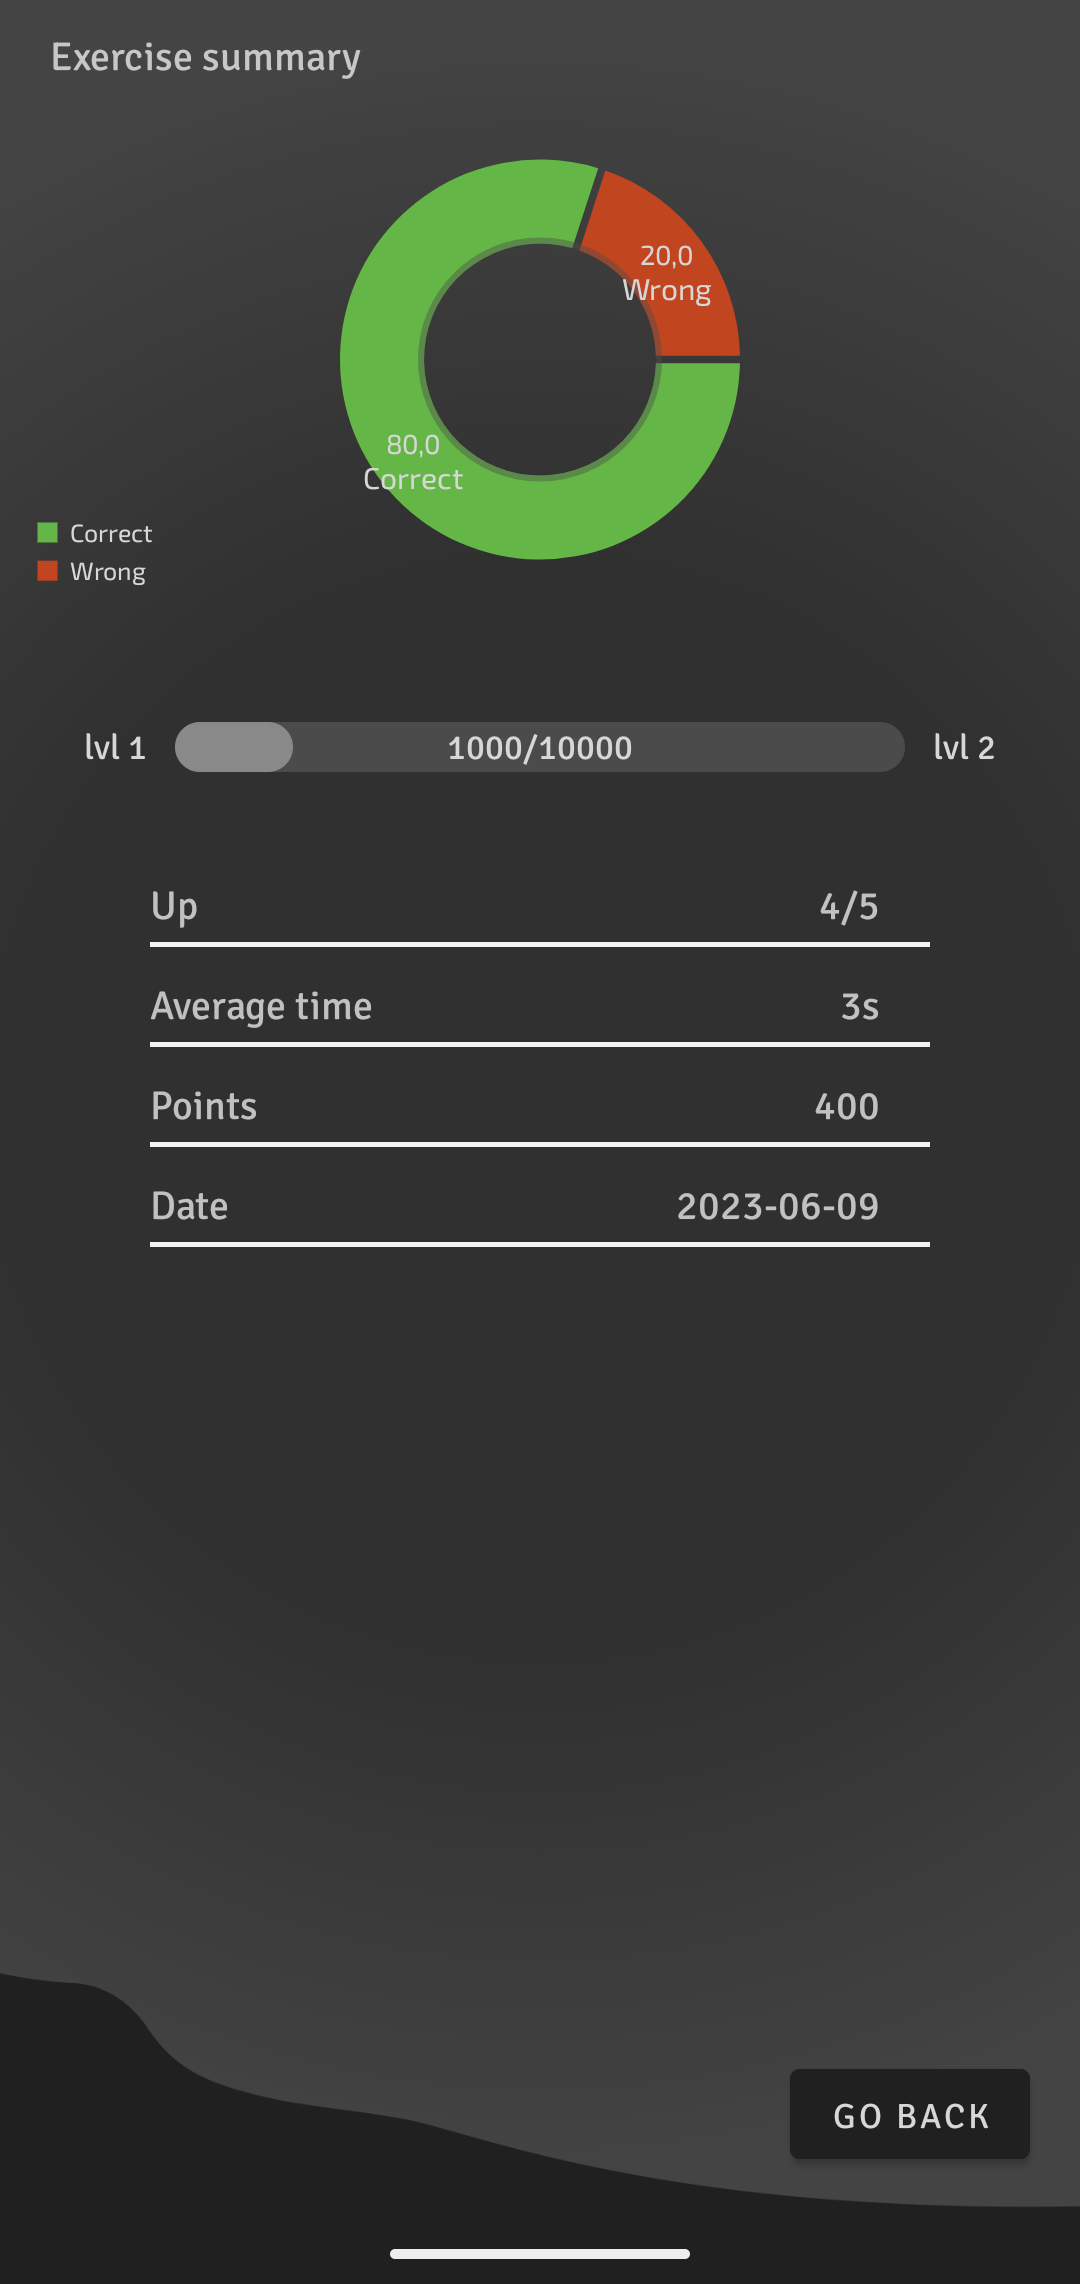 Exercise summary
20,0
Wrong
80,0
Correct
Correct
Wrong
lvl 1 1000/10000 lvl 2
Up 4/5
Average time 3s
Points 400
Date 2023-06-09
GO BACK